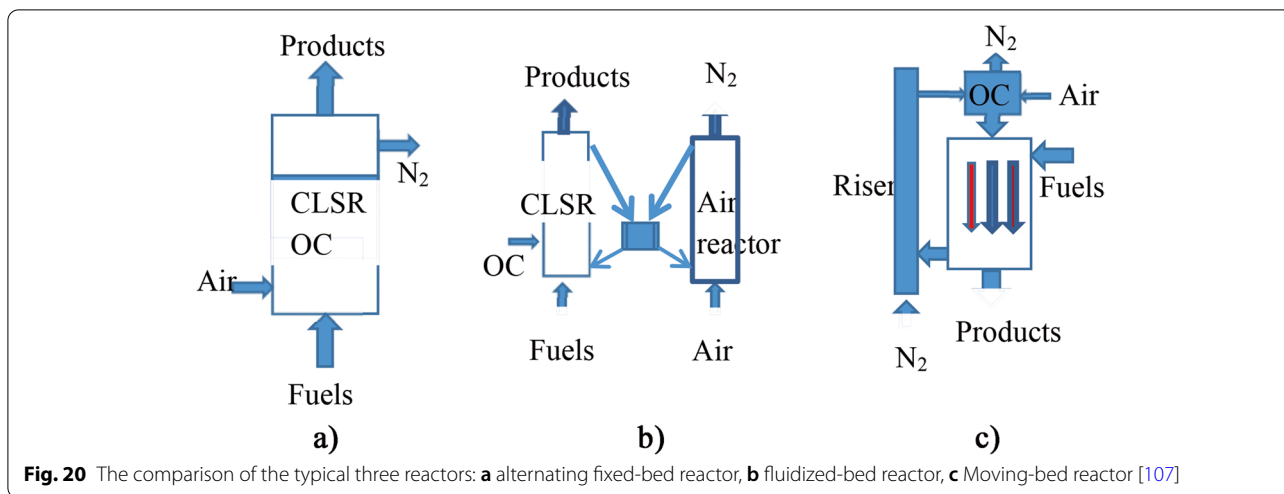 Products
N₂
CLSR
OC
Air
Fuels
a)
Products
N₂
CLSR
Air
reactor
OC
Fuels
Air
b)
N₂
OC
Air
Riser
Fuels
Products
N₂
c)
Fig. 20 The comparison of the typical three reactors: a alternating fixed-bed reactor, b fluidized-bed reactor, c Moving-bed reactor [107]